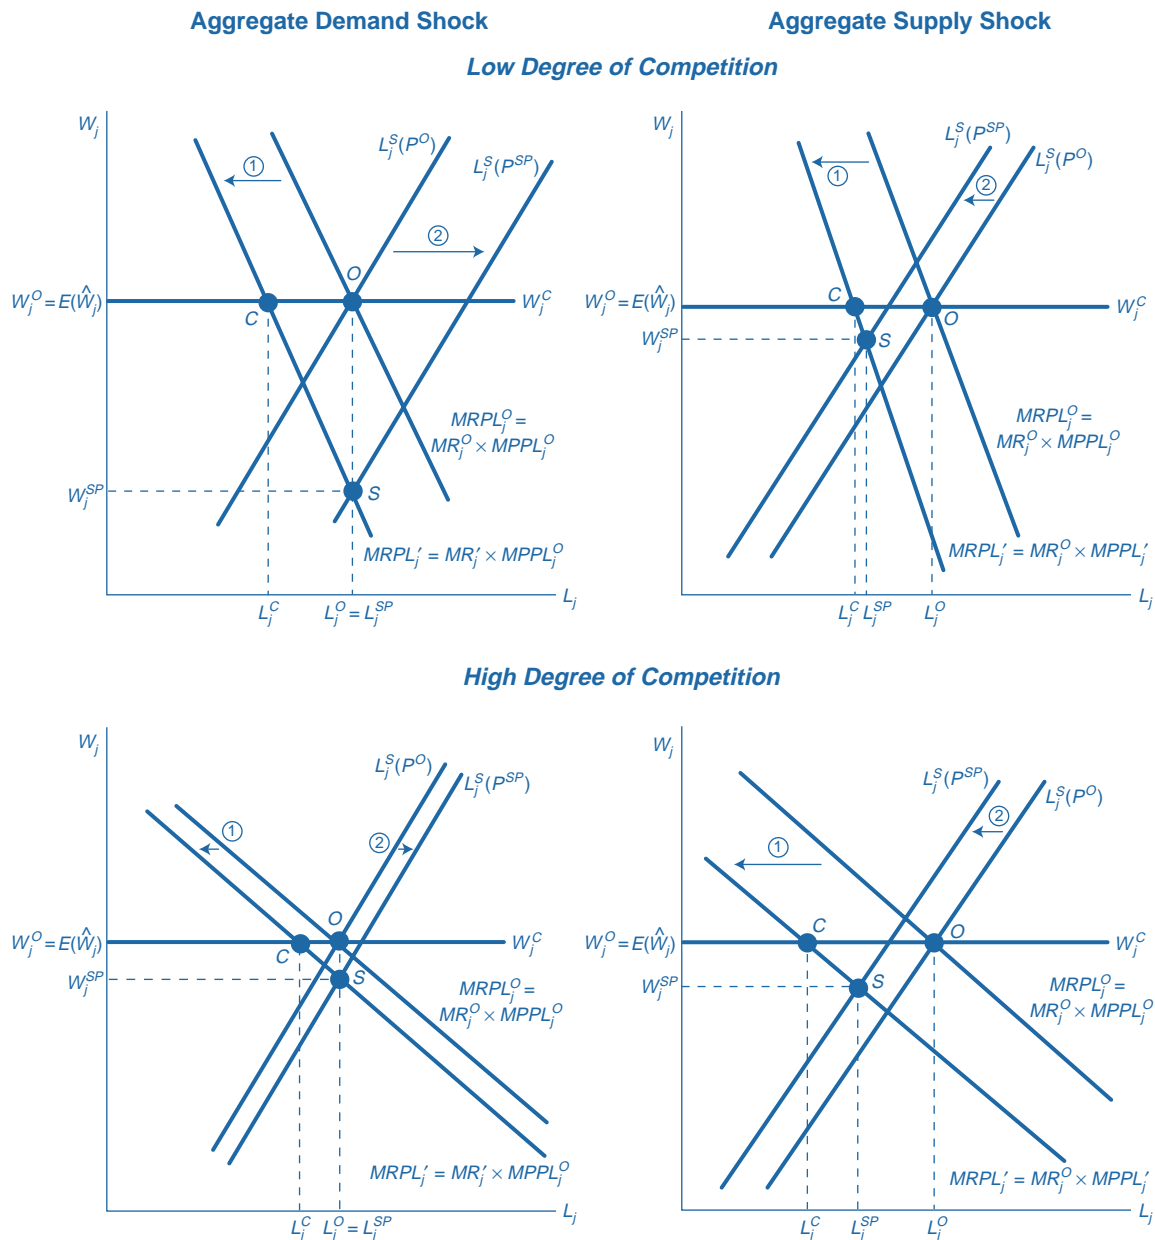 Aggregate Demand Shock
Aggregate Supply Shock
Low Degree of Competition
W_j
L_j^S(P^O)
L_j^S(P^SP)
①
②
O
W_j^O = E(Ŵ_j)
C
W_j^C
MRPL_j^O =
MR_j^O × MPPL_j^O
W_j^SP
S
MRPL_j′ = MR_j′ × MPPL_j^O
L_j^C
L_j^O = L_j^SP
L_j
W_j
L_j^S(P^SP)
L_j^S(P^O)
①
②
W_j^O = E(Ŵ_j)
C
W_j^C
O
W_j^SP
S
MRPL_j^O =
MR_j^O × MPPL_j^O
MRPL_j′ = MR_j^O × MPPL_j′
L_j^C
L_j^SP
L_j^O
L_j
High Degree of Competition
W_j
L_j^S(P^O)
L_j^S(P^SP)
①
②
O
W_j^O = E(Ŵ_j)
C
W_j^C
W_j^SP
S
MRPL_j^O =
MR_j^O × MPPL_j^O
MRPL_j′ = MR_j′ × MPPL_j^O
L_j^C
L_j^O = L_j^SP
L_j
W_j
L_j^S(P^SP)
L_j^S(P^O)
②
①
W_j^O = E(Ŵ_j)
C
O
W_j^C
W_j^SP
S
MRPL_j^O =
MR_j^O × MPPL_j^O
MRPL_j′ = MR_j^O × MPPL_j′
L_j^C
L_j^SP
L_j^O
L_j